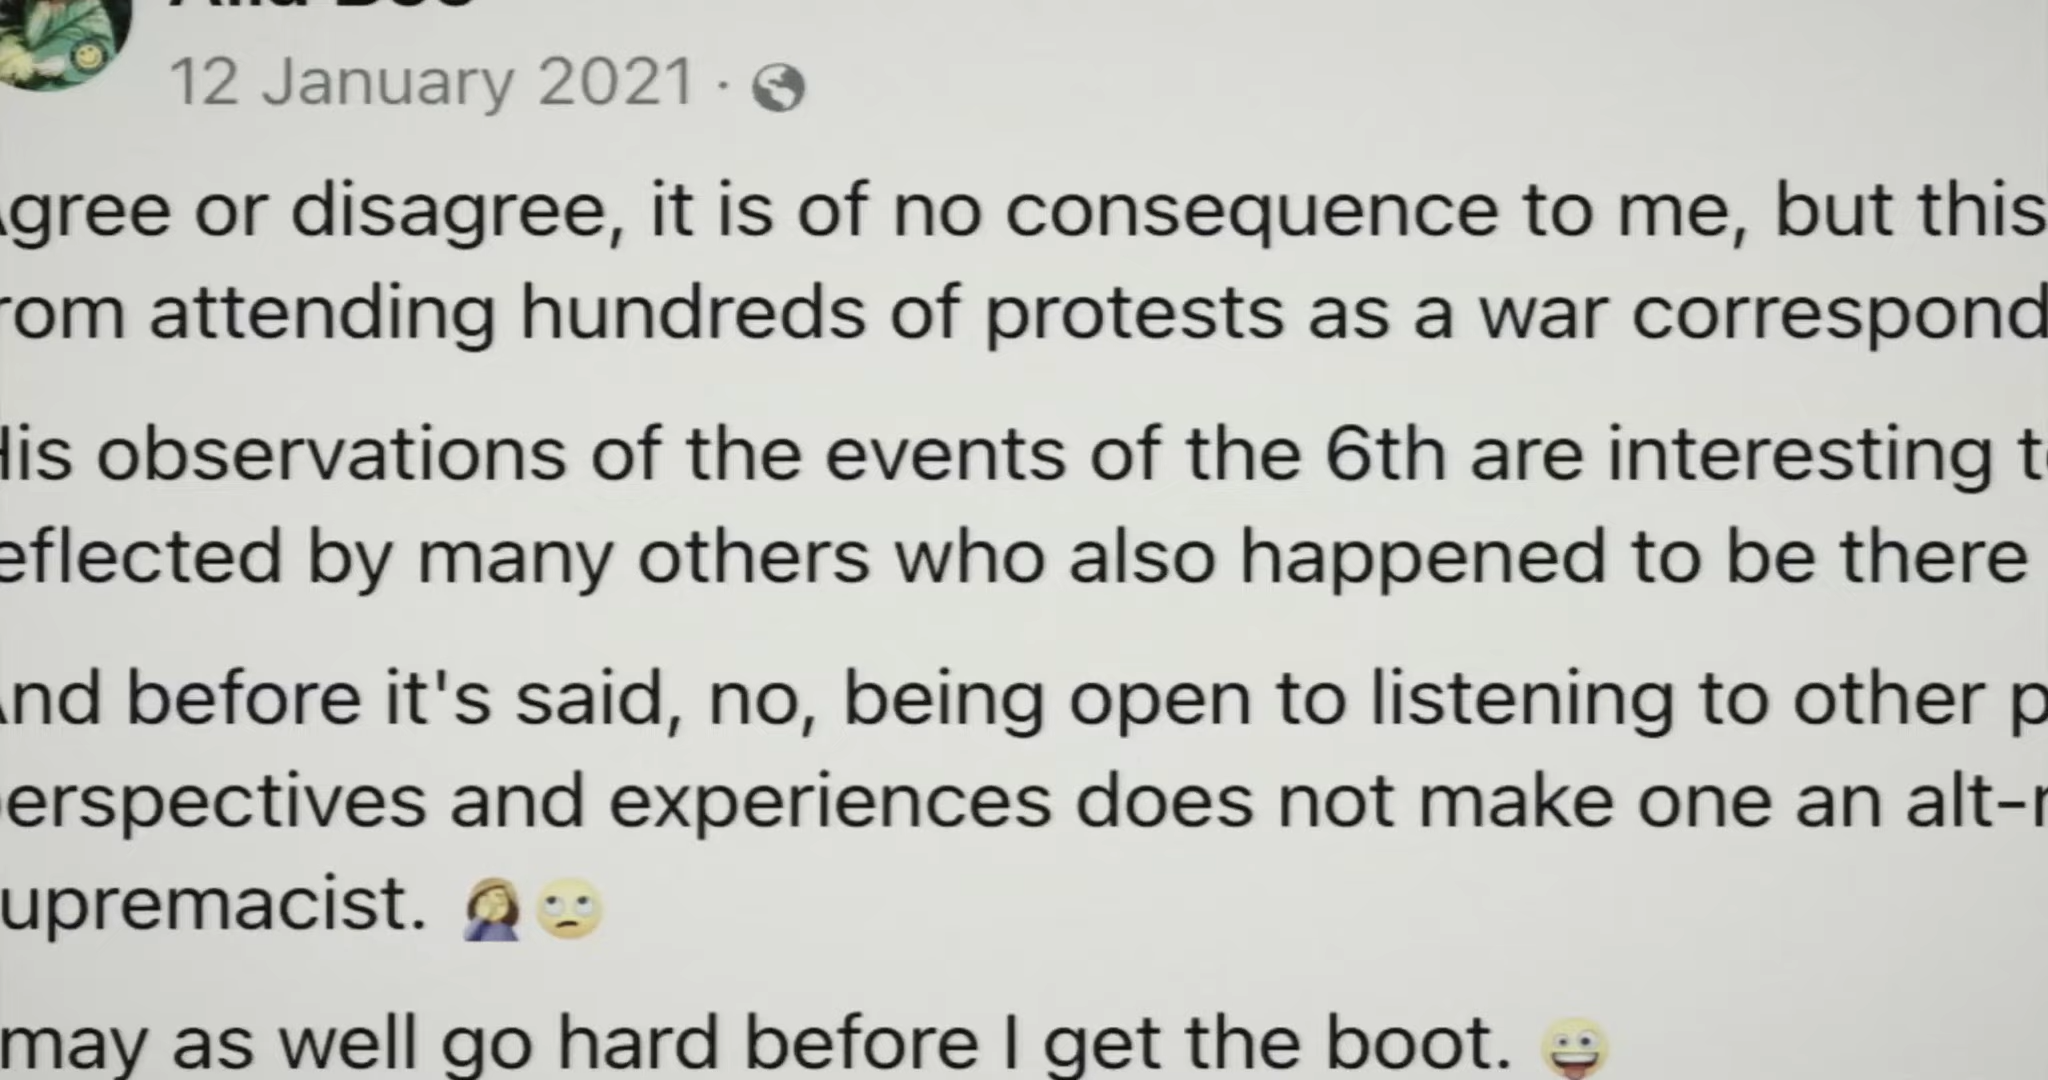 12 January 2021 ·
gree or disagree, it is of no consequence to me, but this
rom attending hundreds of protests as a war correspond
is observations of the events of the 6th are interesting t
eflected by many others who also happened to be there
nd before it's said, no, being open to listening to other p
erspectives and experiences does not make one an alt-r
upremacist. 🤦‍♀️🙄
may as well go hard before I get the boot. 🤪